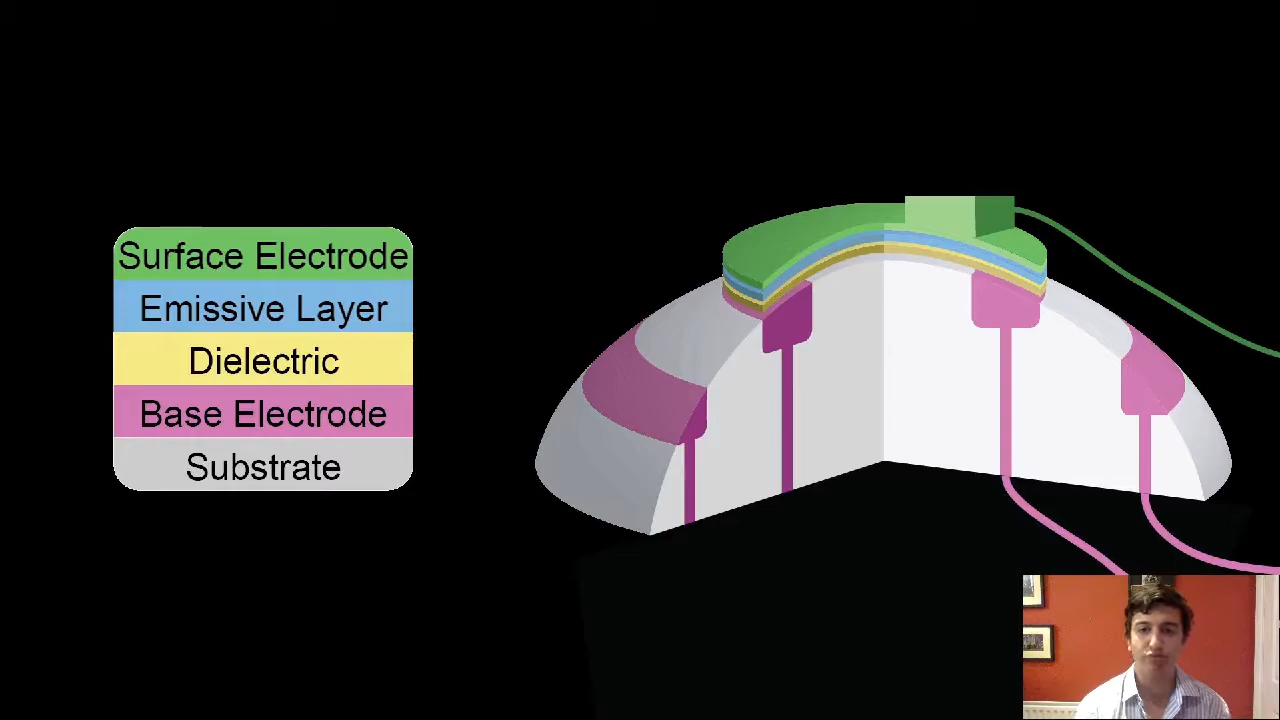 Surface Electrode
Emissive Layer
Dielectric
Base Electrode
Substrate